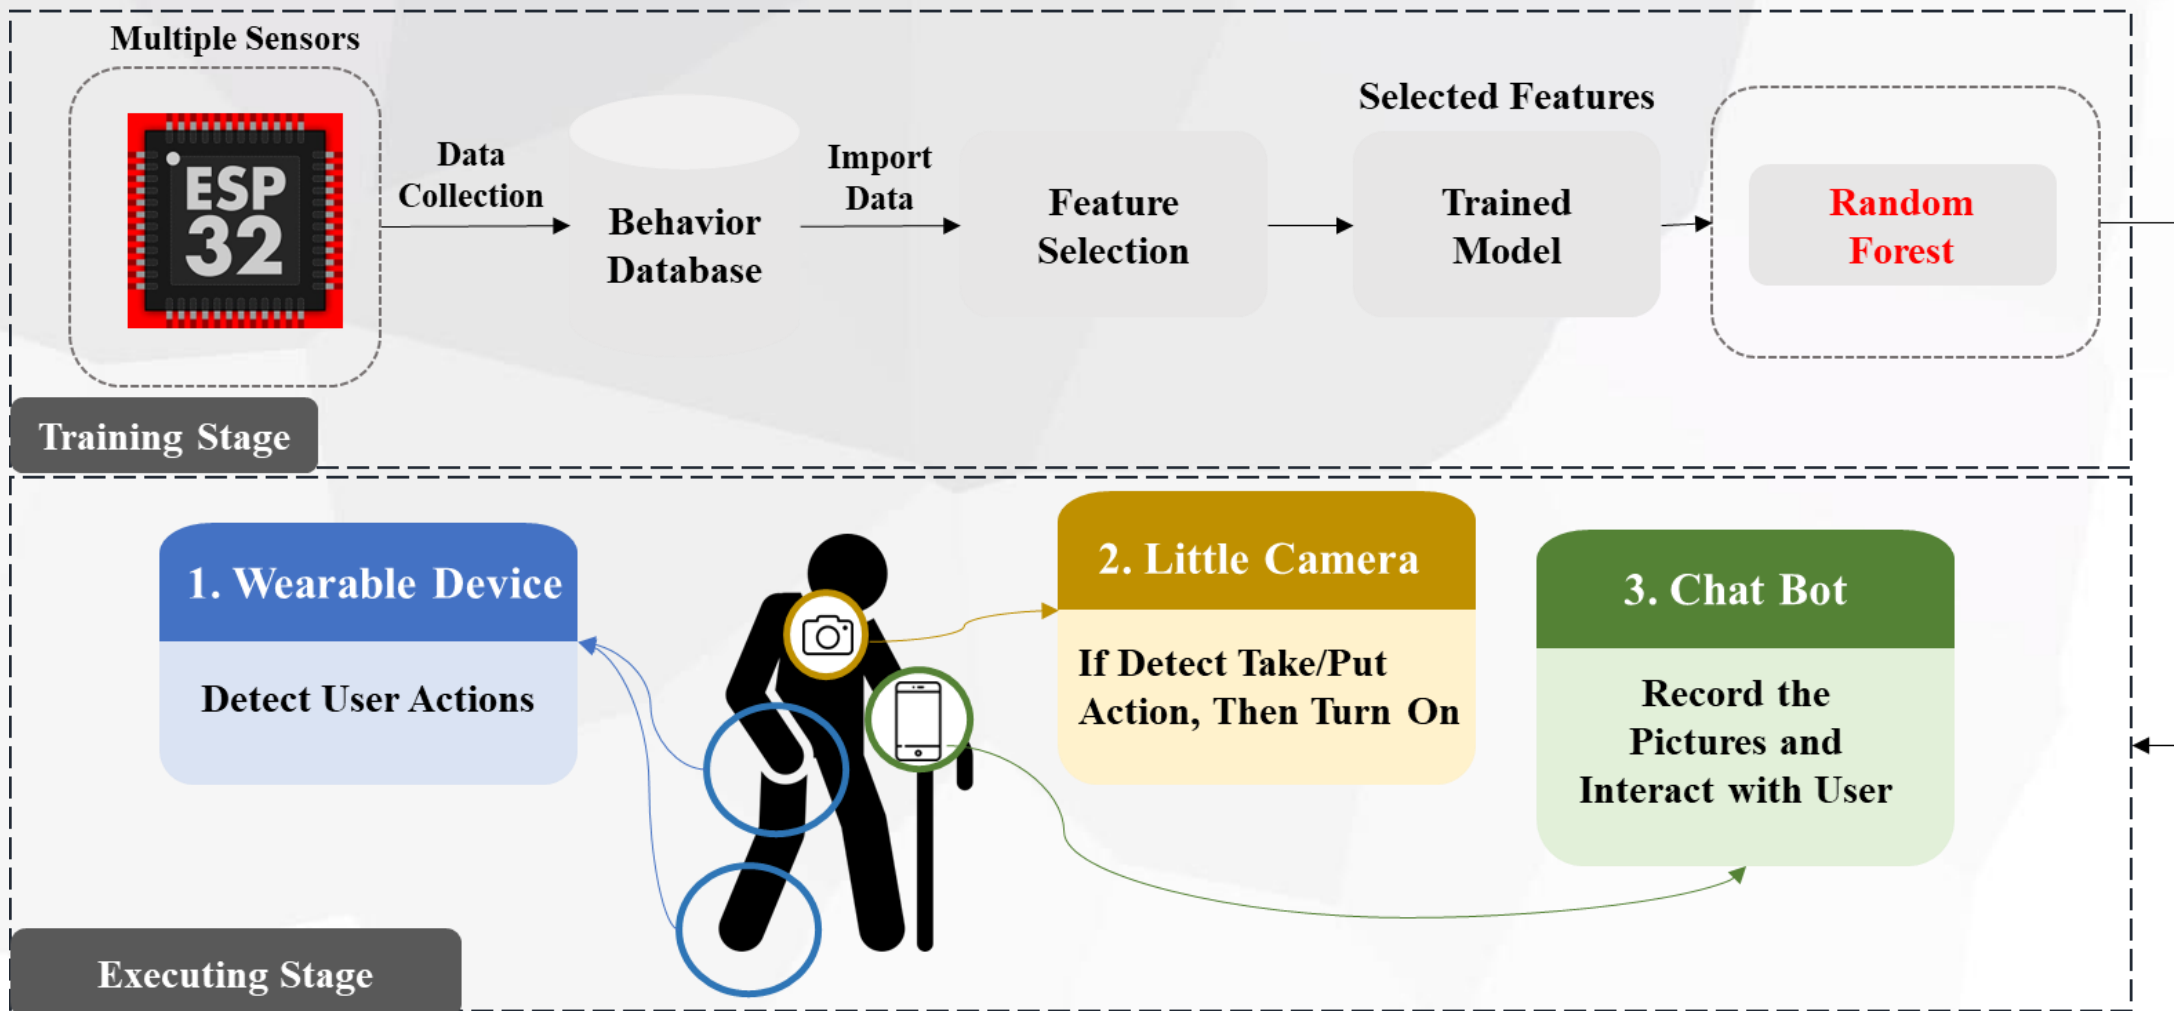 Multiple Sensors
ESP
32
Data
Collection
Behavior
Database
Import
Data
Feature
Selection
Selected Features
Trained
Model
Random
Forest
Training Stage
1. Wearable Device
Detect User Actions
2. Little Camera
If Detect Take/Put
Action, Then Turn On
3. Chat Bot
Record the
Pictures and
Interact with User
Executing Stage